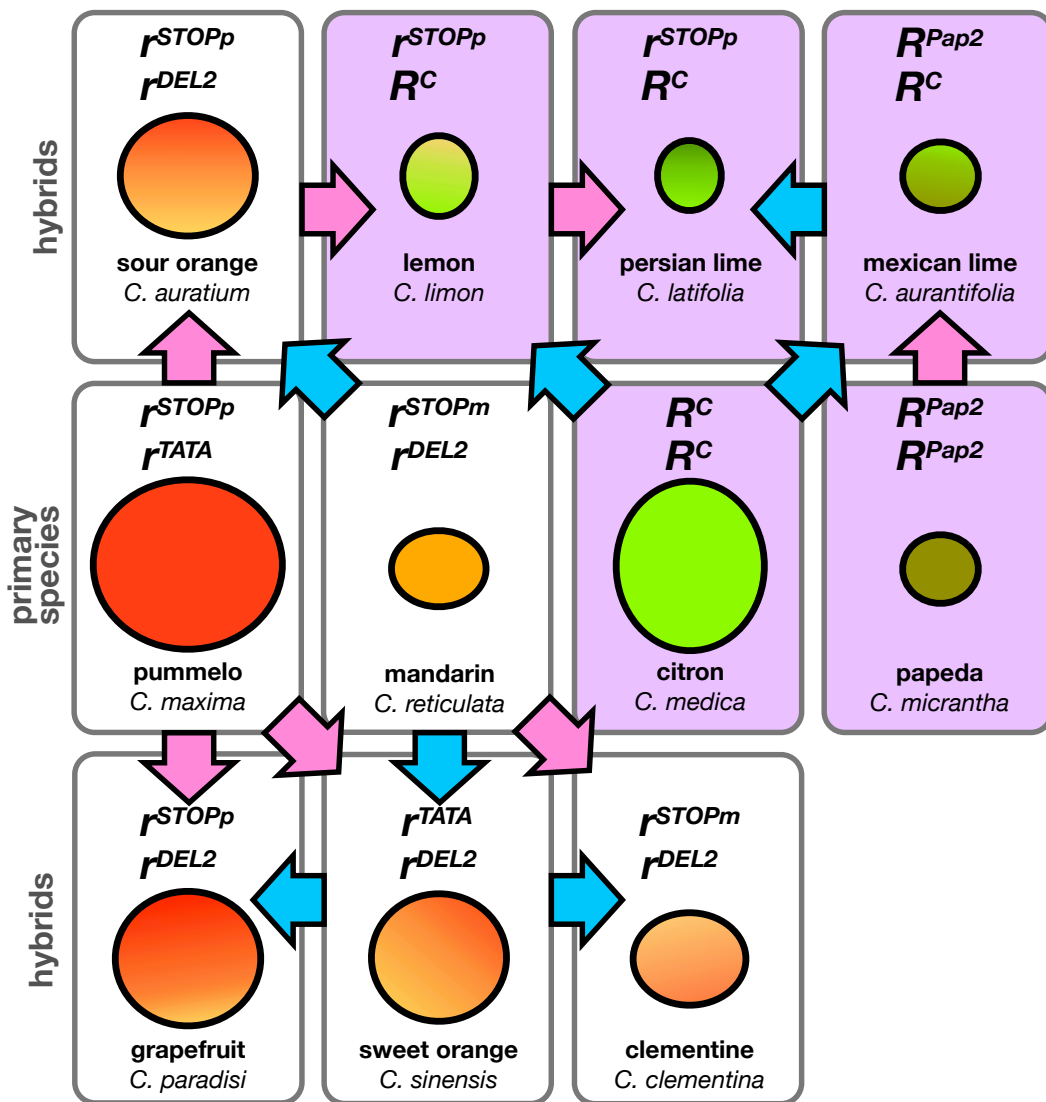 hybrids
r^STOPp
r^DEL2
sour orange
C. auratium
r^STOPp
R^C
lemon
C. limon
r^STOPp
R^C
persian lime
C. latifolia
R^Pap2
R^C
mexican lime
C. aurantifolia
primary
species
r^STOPp
r^TATA
pummelo
C. maxima
r^STOPm
r^DEL2
mandarin
C. reticulata
R^C
R^C
citron
C. medica
R^Pap2
R^Pap2
papeda
C. micrantha
hybrids
r^STOPp
r^DEL2
grapefruit
C. paradisi
r^TATA
r^DEL2
sweet orange
C. sinensis
r^STOPm
r^DEL2
clementine
C. clementina